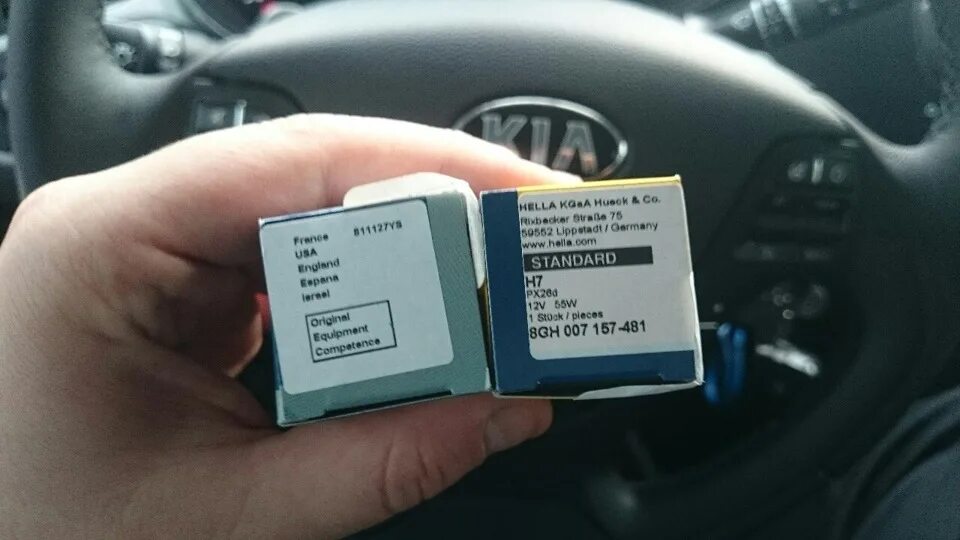 KIA
France 811127YS
USA
England
Espana
Israel
Original
Equipment
Competence
HELLA KGaA Hueck & Co.
Rixbecker Straße 75
59552 Lippstadt / Germany
www.hella.com
STANDARD
H7
PX26d
12V 55W
1 Stück / pieces
8GH 007 157-481